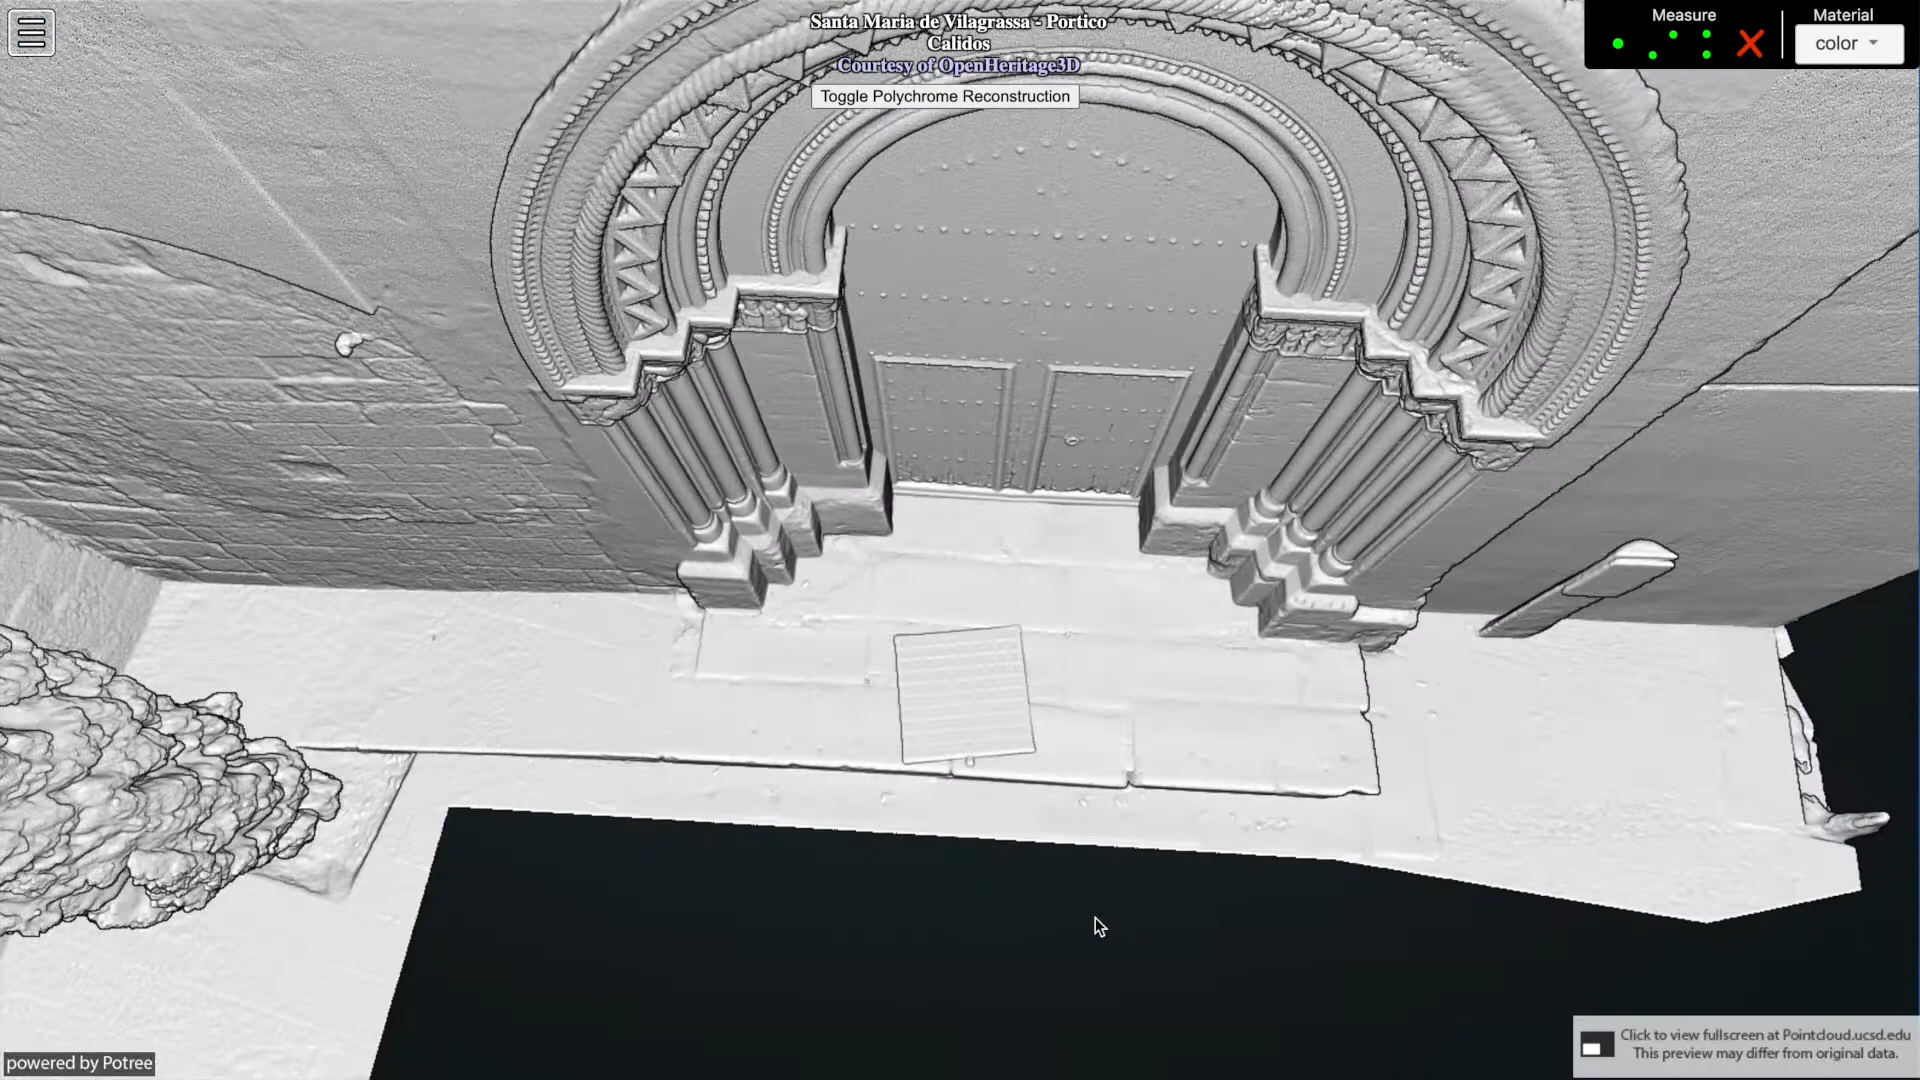 Santa Maria de Vilagrassa - Portico
Calidos
Courtesy of OpenHeritage3D
Toggle Polychrome Reconstruction
Measure
Material
color
powered by Potree
Click to view fullscreen at Pointcloud.ucsd.edu
This preview may differ from original data.